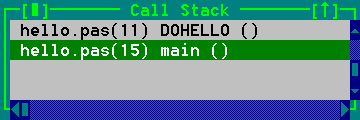 Call Stack
hello.pas(11) DOHELLO ()
hello.pas(15) main ()